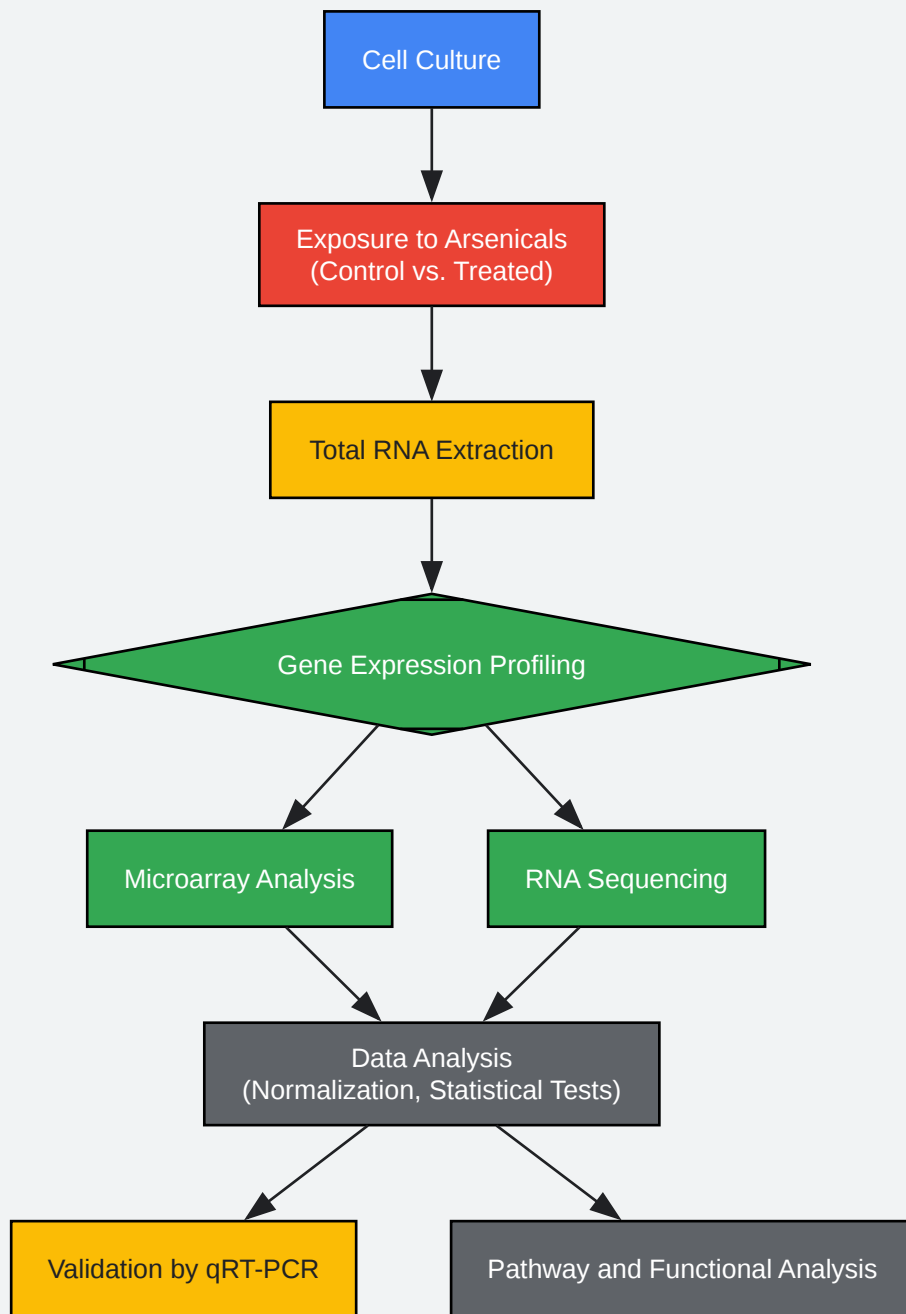 Cell Culture
Exposure to Arsenicals
(Control vs. Treated)
Total RNA Extraction
Gene Expression Profiling
Microarray Analysis
RNA Sequencing
Data Analysis
(Normalization, Statistical Tests)
Validation by qRT-PCR
Pathway and Functional Analysis